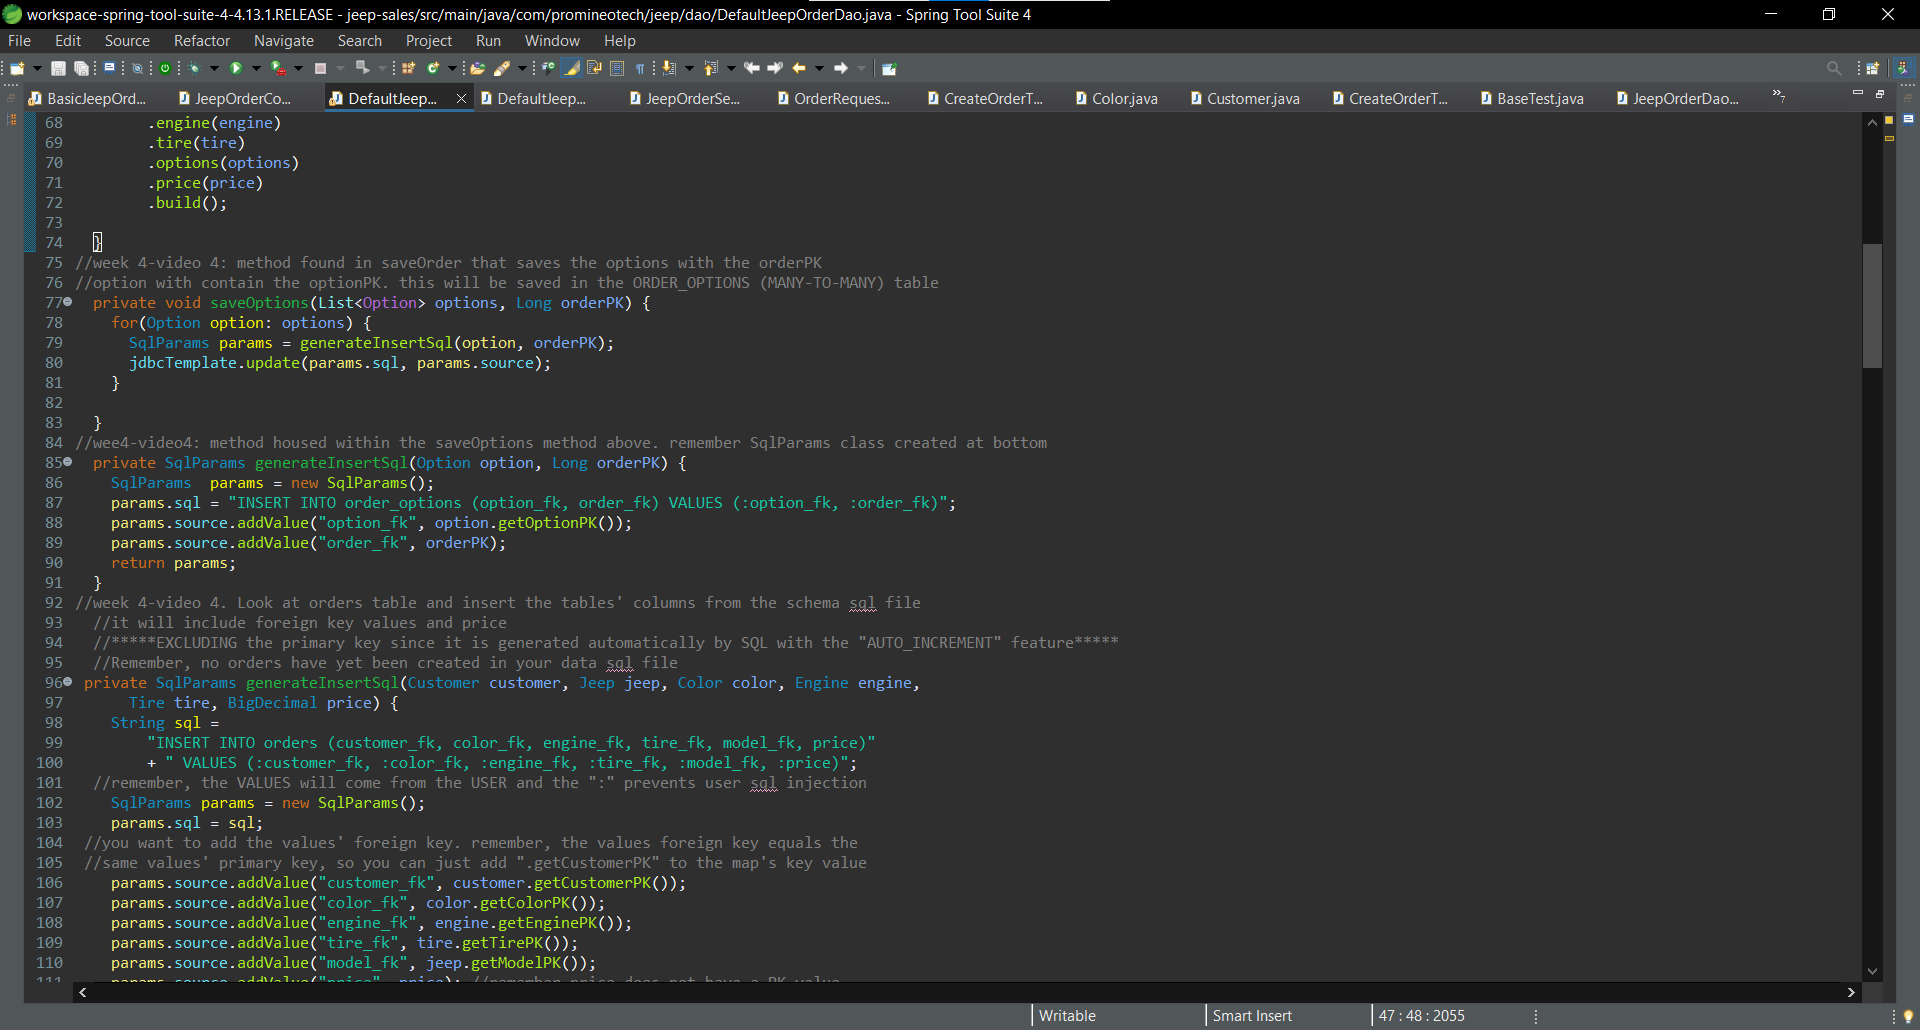 workspace-spring-tool-suite-4-4.13.1.RELEASE - jeep-sales/src/main/java/com/promineotech/jeep/dao/DefaultJeepOrderDao.java - Spring Tool Suite 4
File Edit Source Refactor Navigate Search Project Run Window Help
BasicJeepOrd... JeepOrderCo... DefaultJeep... DefaultJeep... JeepOrderSe... OrderReques... CreateOrderT... Color.java Customer.java CreateOrderT... BaseTest.java JeepOrderDao... »7
68 .engine(engine)
69 .tire(tire)
70 .options(options)
71 .price(price)
72 .build();
73
74 }
75 //week 4-video 4: method found in saveOrder that saves the options with the orderPK
76 //option with contain the optionPK. this will be saved in the ORDER_OPTIONS (MANY-TO-MANY) table
77 private void saveOptions(List<Option> options, Long orderPK) {
78 for(Option option: options) {
79 SqlParams params = generateInsertSql(option, orderPK);
80 jdbcTemplate.update(params.sql, params.source);
81 }
82
83 }
84 //wee4-video4: method housed within the saveOptions method above. remember SqlParams class created at bottom
85 private SqlParams generateInsertSql(Option option, Long orderPK) {
86 SqlParams  params = new SqlParams();
87 params.sql = "INSERT INTO order_options (option_fk, order_fk) VALUES (:option_fk, :order_fk)";
88 params.source.addValue("option_fk", option.getOptionPK());
89 params.source.addValue("order_fk", orderPK);
90 return params;
91 }
92 //week 4-video 4. Look at orders table and insert the tables' columns from the schema sql file
93 //it will include foreign key values and price
94 //*****EXCLUDING the primary key since it is generated automatically by SQL with the "AUTO_INCREMENT" feature*****
95 //Remember, no orders have yet been created in your data sql file
96 private SqlParams generateInsertSql(Customer customer, Jeep jeep, Color color, Engine engine,
97 Tire tire, BigDecimal price) {
98 String sql =
99 "INSERT INTO orders (customer_fk, color_fk, engine_fk, tire_fk, model_fk, price)"
100 + " VALUES (:customer_fk, :color_fk, :engine_fk, :tire_fk, :model_fk, :price)";
101 //remember, the VALUES will come from the USER and the ":" prevents user sql injection
102 SqlParams params = new SqlParams();
103 params.sql = sql;
104 //you want to add the values' foreign key. remember, the values foreign key equals the
105 //same values' primary key, so you can just add ".getCustomerPK" to the map's key value
106 params.source.addValue("customer_fk", customer.getCustomerPK());
107 params.source.addValue("color_fk", color.getColorPK());
108 params.source.addValue("engine_fk", engine.getEnginePK());
109 params.source.addValue("tire_fk", tire.getTirePK());
110 params.source.addValue("model_fk", jeep.getModelPK());
111 params.source.addValue("price", price); //remember price does not have a PK value
Writable Smart Insert 47 : 48 : 2055